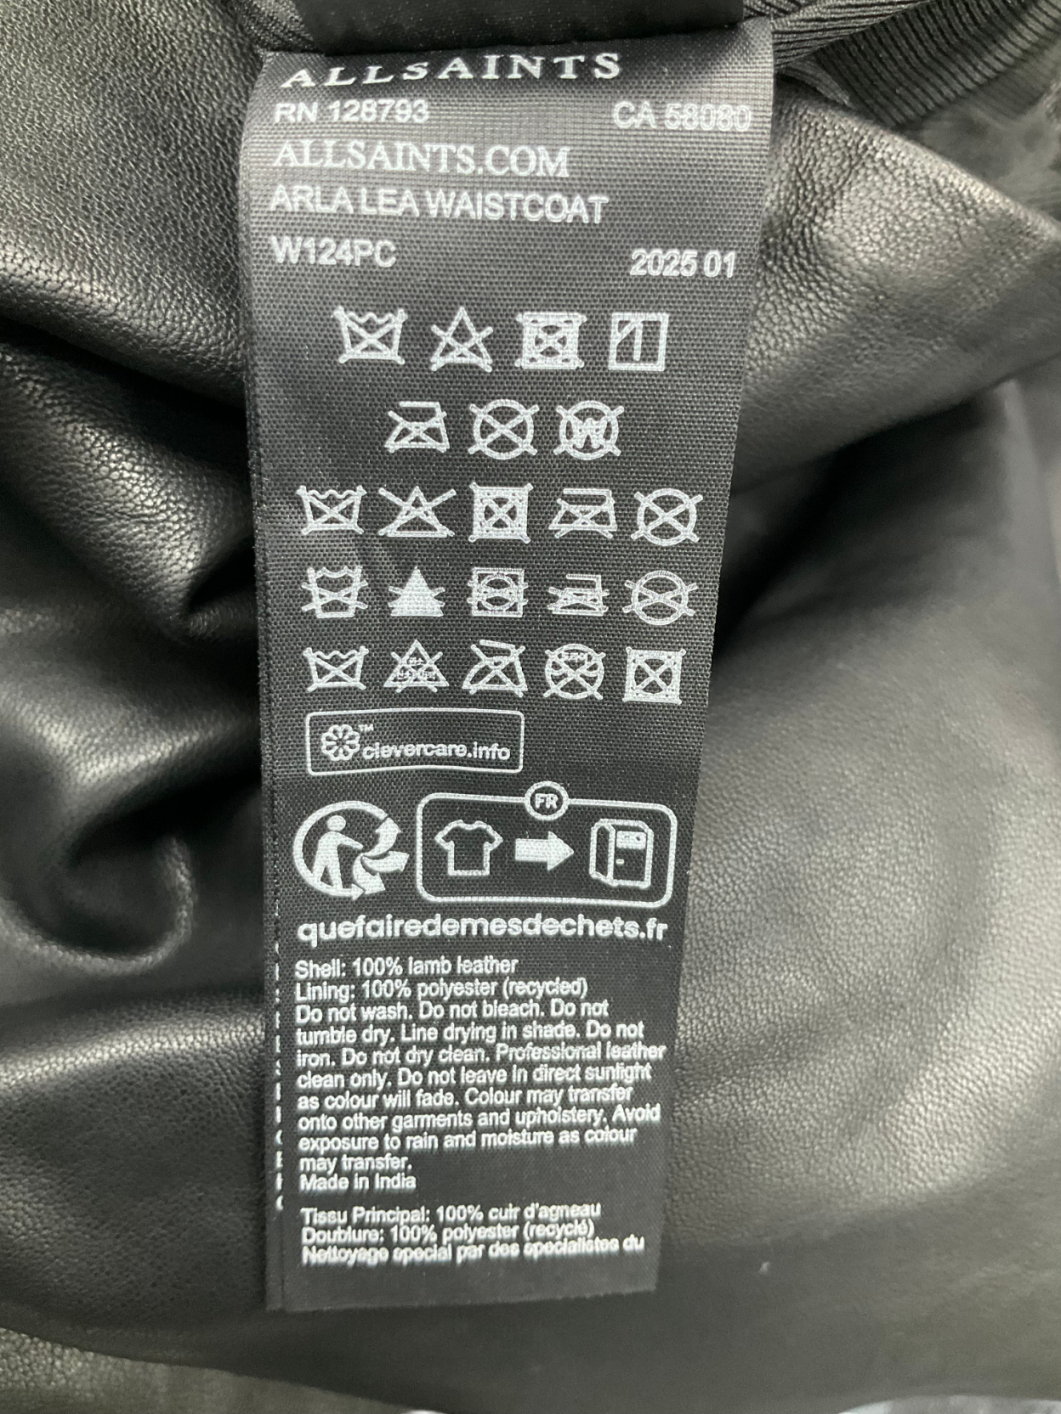 ALLSAINTS
RN 128793 CA 58080
ALLSAINTS.COM
ARLA LEA WAISTCOAT
W124PC 2025 01
W
clevercare.info
TM
FR
quefairedemesdechets.fr
Shell: 100% lamb leather
Lining: 100% polyester (recycled)
Do not wash. Do not bleach. Do not
tumble dry. Line drying in shade. Do not
iron. Do not dry clean. Professional leather
clean only. Do not leave in direct sunlight
as colour will fade. Colour may transfer
onto other garments and upholstery. Avoid
exposure to rain and moisture as colour
may transfer.
Made in India
Tissu Principal: 100% cuir d'agneau
Doublure: 100% polyester (recyclé)
Nettoyage special par des specialistes du